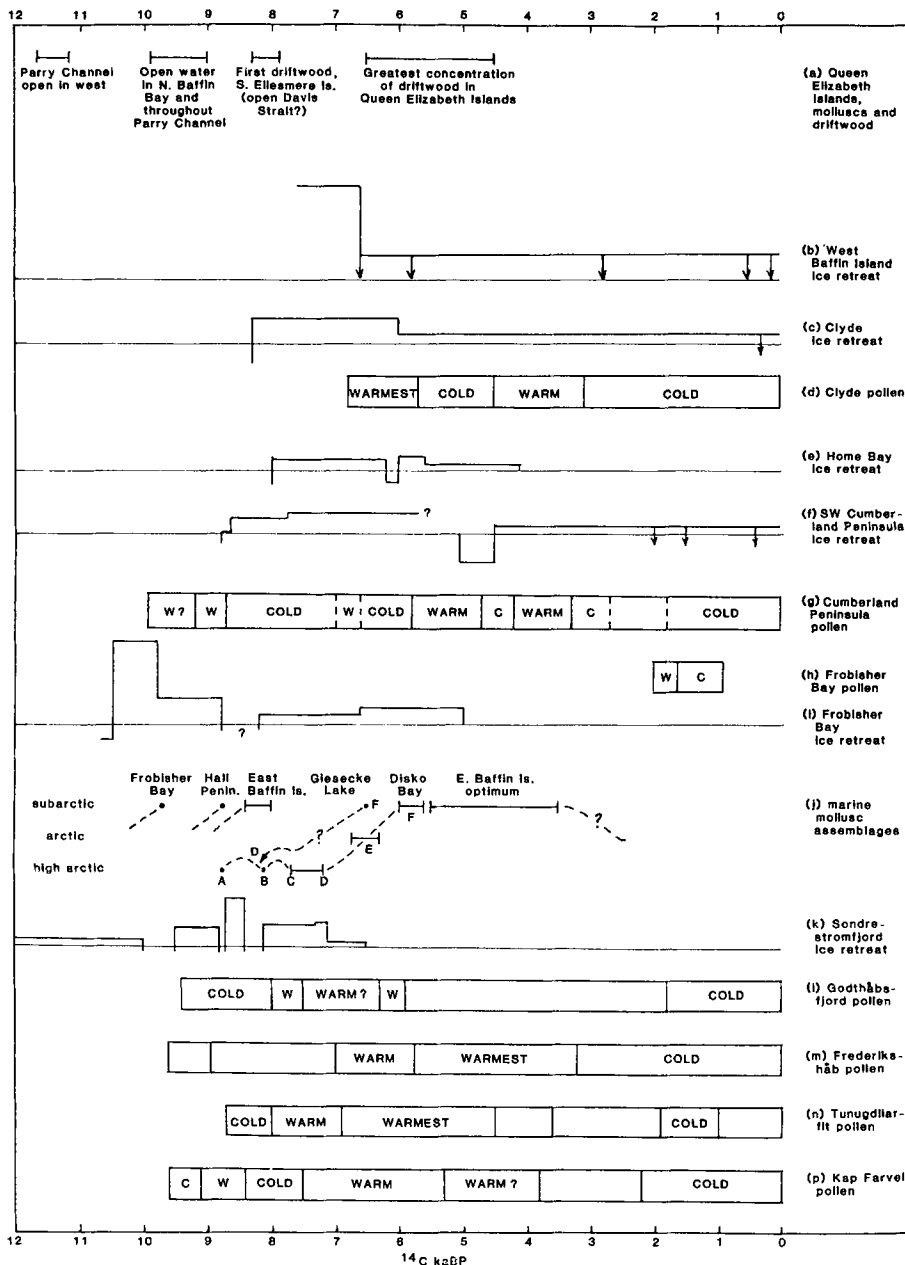 12 11 10 9 8 7 6 5 4 3 2 1 0
Parry Channel
open in west
Open water
in N. Baffin
Bay and
throughout
Parry Channel
First driftwood,
S. Ellesmere Is.
(open Davis
Strait?)
Greatest concentration
of driftwood in
Queen Elizabeth Islands
(a) Queen
Elizabeth
Islands,
molluscs and
driftwood
(b) West
Baffin Island
ice retreat
(c) Clyde
ice retreat
WARMEST COLD WARM COLD
(d) Clyde pollen
(e) Home Bay
ice retreat
?
(f) SW Cumber-
land Peninsula
ice retreat
W? W COLD W COLD WARM C WARM C COLD
(g) Cumberland
Peninsula
pollen
W C
(h) Frobisher
Bay pollen
?
(i) Frobisher
Bay
ice retreat
Frobisher
Bay
Hall
Penin.
East
Baffin Is.
Giesecke
Lake
Disko
Bay
E. Baffin Is.
optimum
subarctic
F
F
?
(j) marine
mollusc
assemblages
arctic
?
E
D
high arctic
A B C D
(k) Sondre-
stromfjord
ice retreat
COLD W WARM? W COLD
(l) Godthåbs-
fjord pollen
WARM WARMEST COLD
(m) Frederiks-
håb pollen
COLD WARM WARMEST COLD
(n) Tunugdliar-
fit pollen
C W COLD WARM WARM? COLD
(p) Kap Farvel
pollen
12 11 10 9 8 7 6 5 4 3 2 1 0
14C kaBP